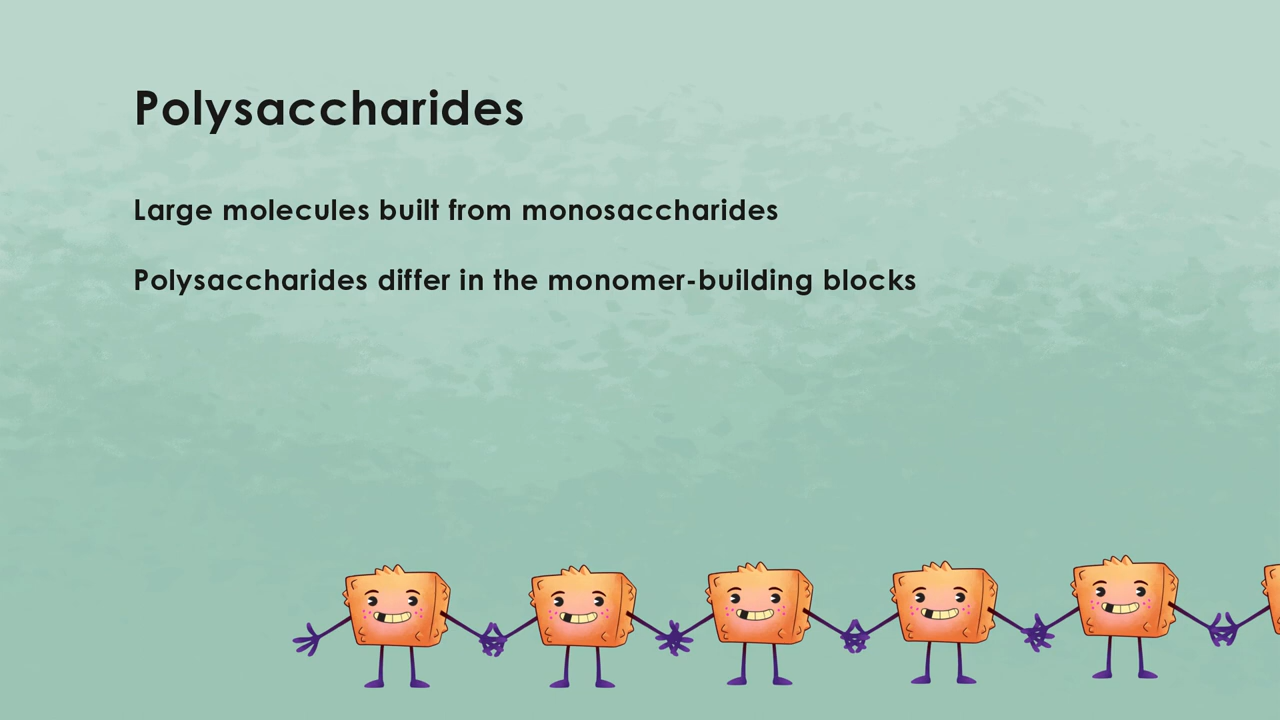 Polysaccharides
Large molecules built from monosaccharides
Polysaccharides differ in the monomer-building blocks